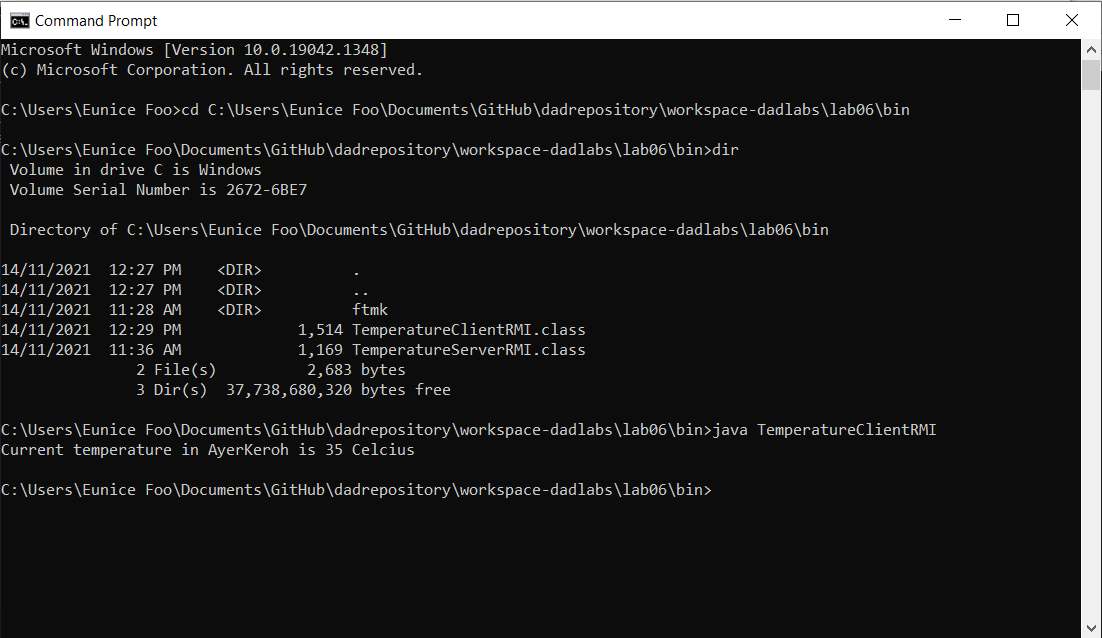 Command Prompt
Microsoft Windows [Version 10.0.19042.1348]
(c) Microsoft Corporation. All rights reserved.
C:\Users\Eunice Foo>cd C:\Users\Eunice Foo\Documents\GitHub\dadrepository\workspace-dadlabs\lab06\bin
C:\Users\Eunice Foo\Documents\GitHub\dadrepository\workspace-dadlabs\lab06\bin>dir
 Volume in drive C is Windows
 Volume Serial Number is 2672-6BE7
 Directory of C:\Users\Eunice Foo\Documents\GitHub\dadrepository\workspace-dadlabs\lab06\bin
14/11/2021  12:27 PM    <DIR>          .
14/11/2021  12:27 PM    <DIR>          ..
14/11/2021  11:28 AM    <DIR>          ftmk
14/11/2021  12:29 PM             1,514 TemperatureClientRMI.class
14/11/2021  11:36 AM             1,169 TemperatureServerRMI.class
               2 File(s)          2,683 bytes
               3 Dir(s)  37,738,680,320 bytes free
C:\Users\Eunice Foo\Documents\GitHub\dadrepository\workspace-dadlabs\lab06\bin>java TemperatureClientRMI
Current temperature in AyerKeroh is 35 Celcius
C:\Users\Eunice Foo\Documents\GitHub\dadrepository\workspace-dadlabs\lab06\bin>